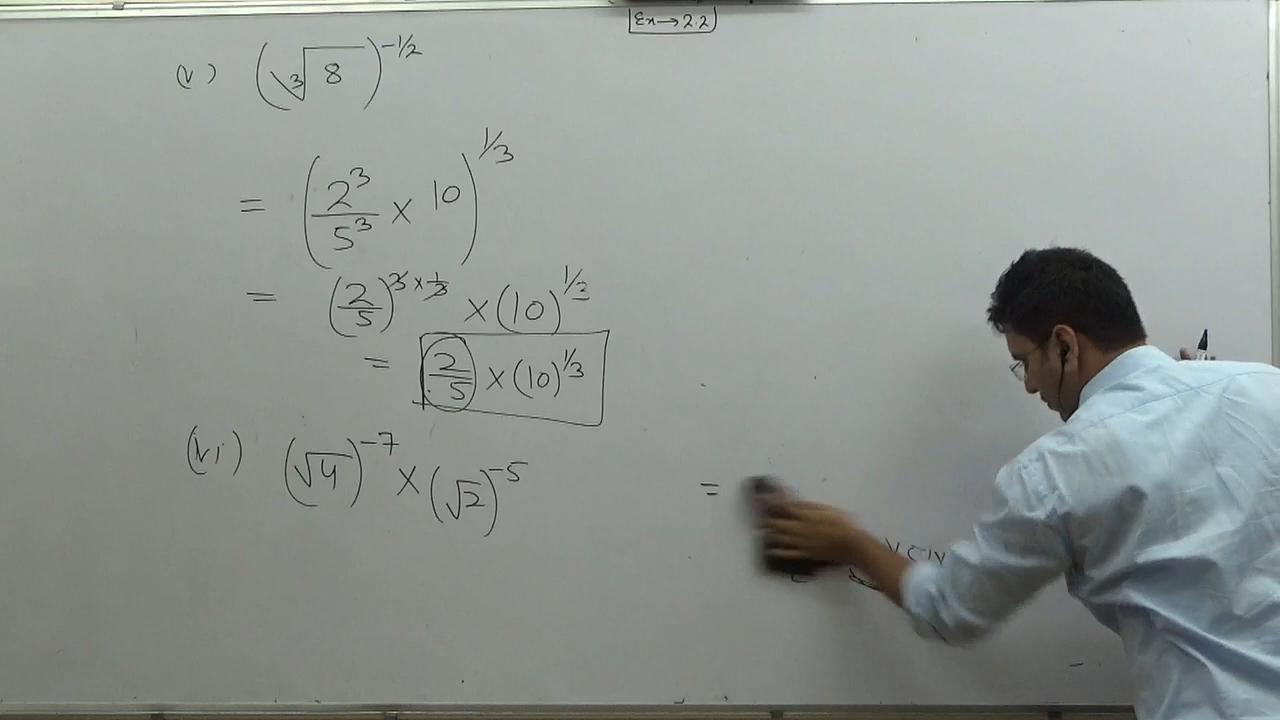 Ex→2.2
(v) (∛8)^{-1/2}
= (2³/5³ × 10)^{1/3}
= (2/5)^{3×1/3} × (10)^{1/3}
= 2/5 × (10)^{1/3}
(vi) (√4)^{-7} × (√2)^{-5} =